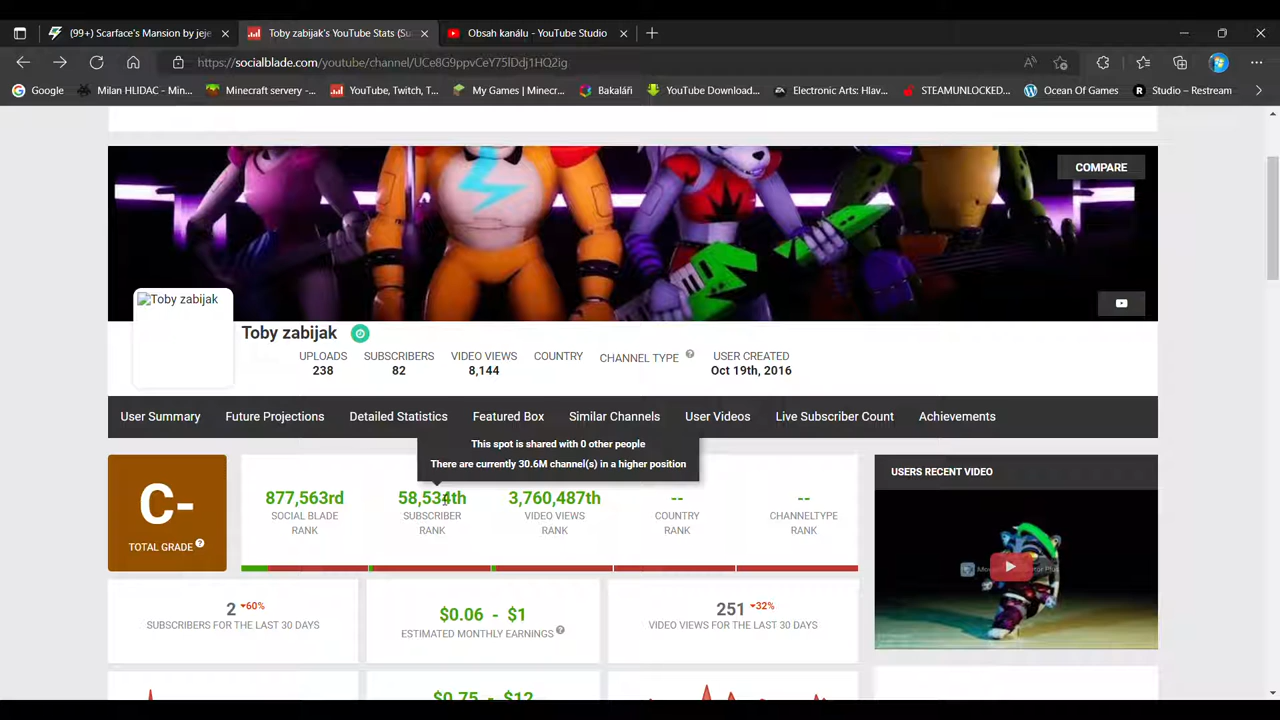 (99+) Scarface's Mansion by jeje
Toby zabijak's YouTube Stats (Su
Obsah kanálu - YouTube Studio
https://socialblade.com/youtube/channel/UCe8G9ppvCeY75lDdj1HQ2ig
Google
Milan HLIDAC - Min...
Minecraft servery -...
YouTube, Twitch, T...
My Games | Minecr...
Bakaláři
YouTube Download...
Electronic Arts: Hlav...
STEAMUNLOCKED...
Ocean Of Games
Studio – Restream
COMPARE
Toby zabijak
Toby zabijak
UPLOADS
238
SUBSCRIBERS
82
VIDEO VIEWS
8,144
COUNTRY
CHANNEL TYPE
USER CREATED
Oct 19th, 2016
User Summary
Future Projections
Detailed Statistics
Featured Box
Similar Channels
User Videos
Live Subscriber Count
Achievements
This spot is shared with 0 other people
There are currently 30.6M channel(s) in a higher position
C-
TOTAL GRADE
877,563rd
SOCIAL BLADE
RANK
58,534th
SUBSCRIBER
RANK
3,760,487th
VIDEO VIEWS
RANK
--
COUNTRY
RANK
--
CHANNELTYPE
RANK
USERS RECENT VIDEO
2 60%
SUBSCRIBERS FOR THE LAST 30 DAYS
$0.06 - $1
ESTIMATED MONTHLY EARNINGS
251 32%
VIDEO VIEWS FOR THE LAST 30 DAYS
$0.75 - $12